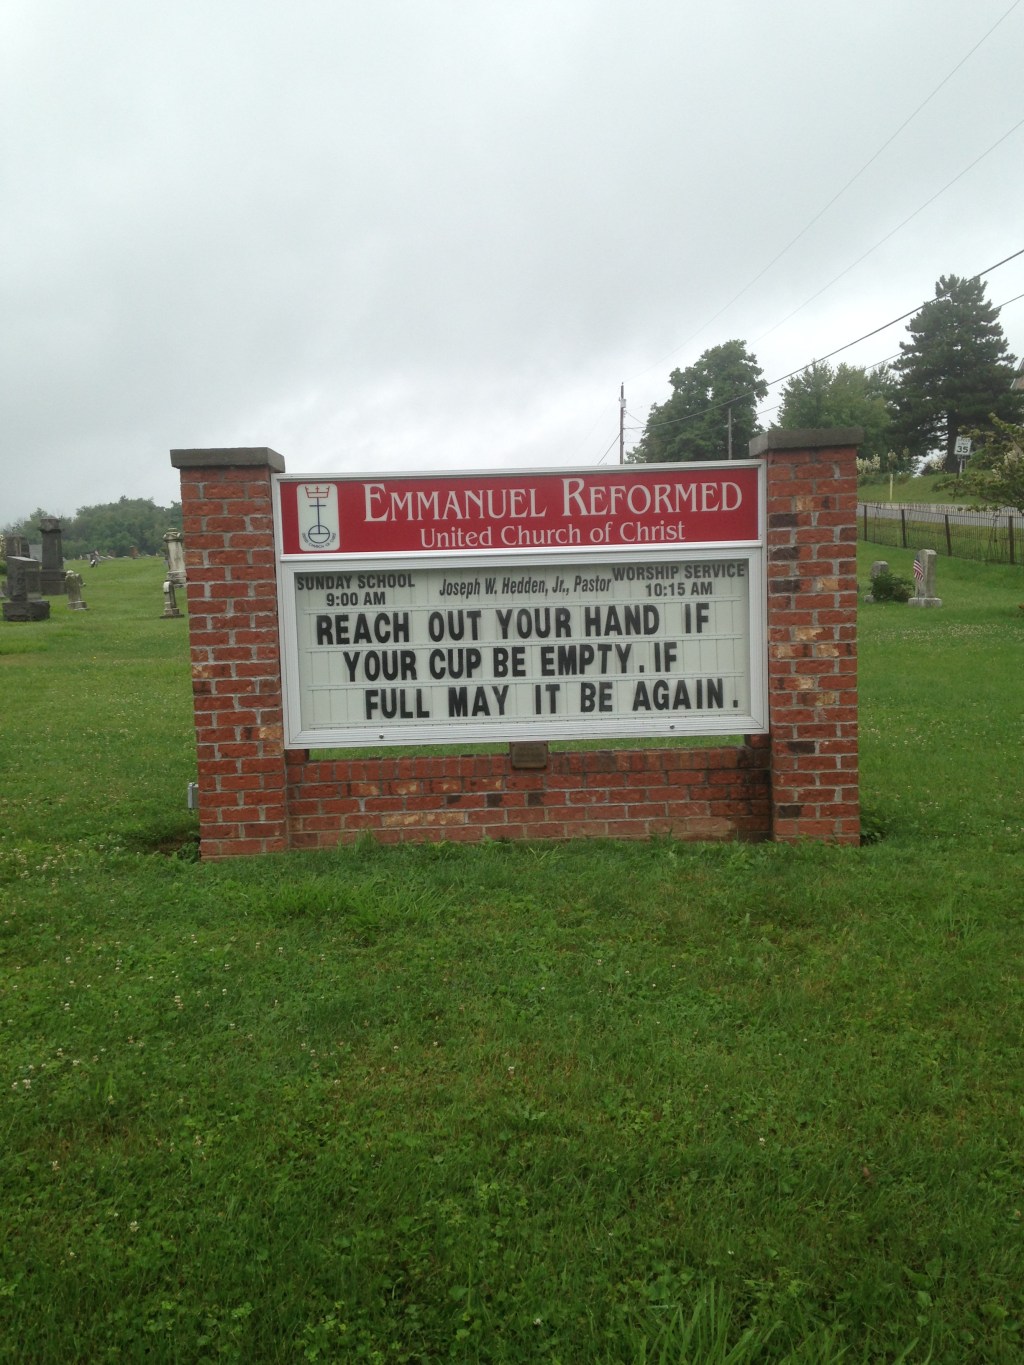 EMMANUEL REFORMED
United Church of Christ
SUNDAY SCHOOL
9:00 AM
Joseph W. Hedden, Jr., Pastor
WORSHIP SERVICE
10:15 AM
REACH OUT YOUR HAND IF
YOUR CUP BE EMPTY. IF
FULL MAY IT BE AGAIN.
35